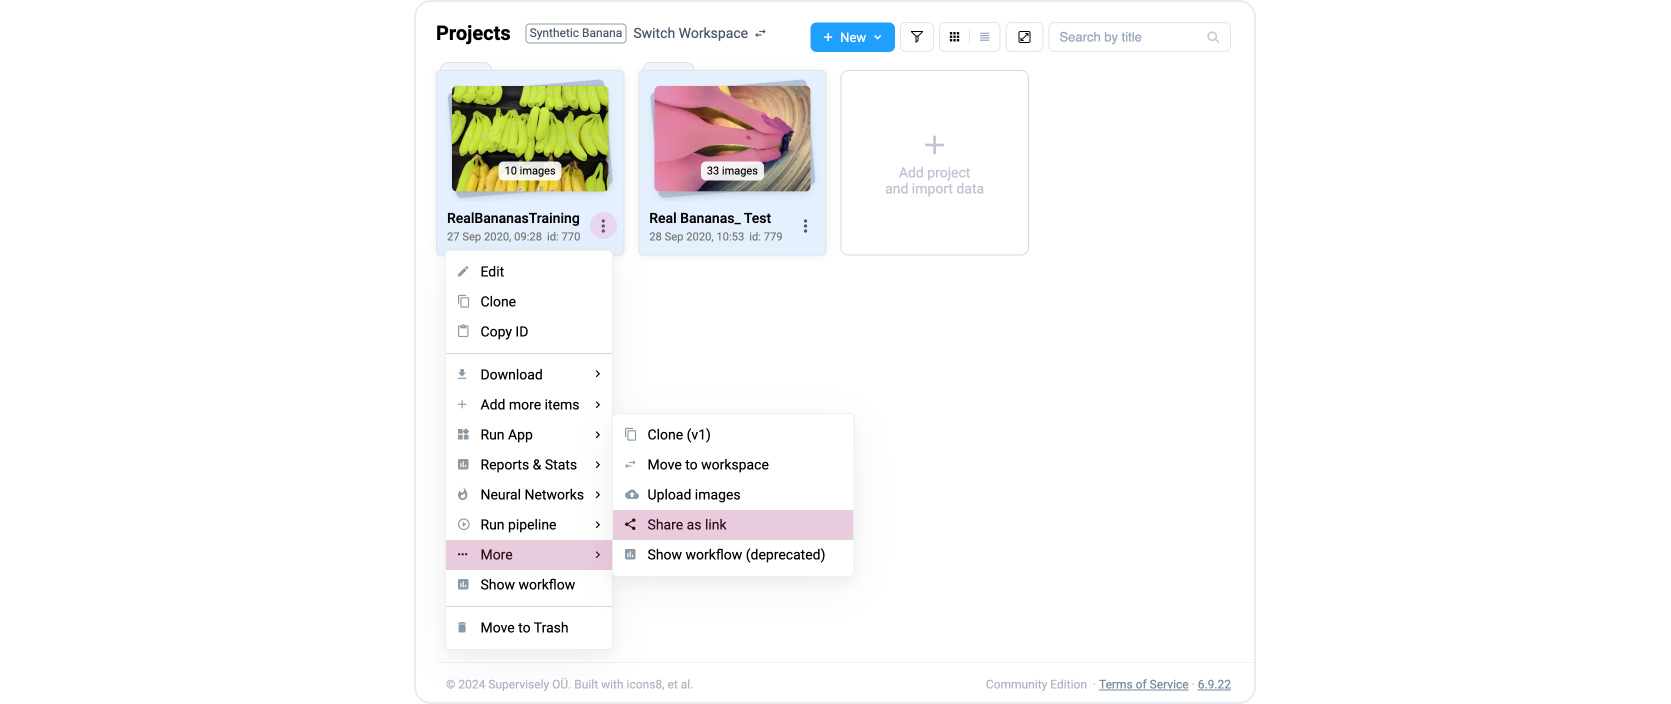 Projects
Synthetic Banana
Switch Workspace
New
Search by title
10 images
33 images
RealBananasTraining
27 Sep 2020, 09:28 id: 770
Real Bananas_ Test
28 Sep 2020, 10:53 id: 779
Add project
and import data
Edit
Clone
Copy ID
Download
Add more items
Run App
Reports & Stats
Neural Networks
Run pipeline
More
Show workflow
Move to Trash
Clone (v1)
Move to workspace
Upload images
Share as link
Show workflow (deprecated)
© 2024 Supervisely OÜ. Built with icons8, et al.
Community Edition · Terms of Service · 6.9.22